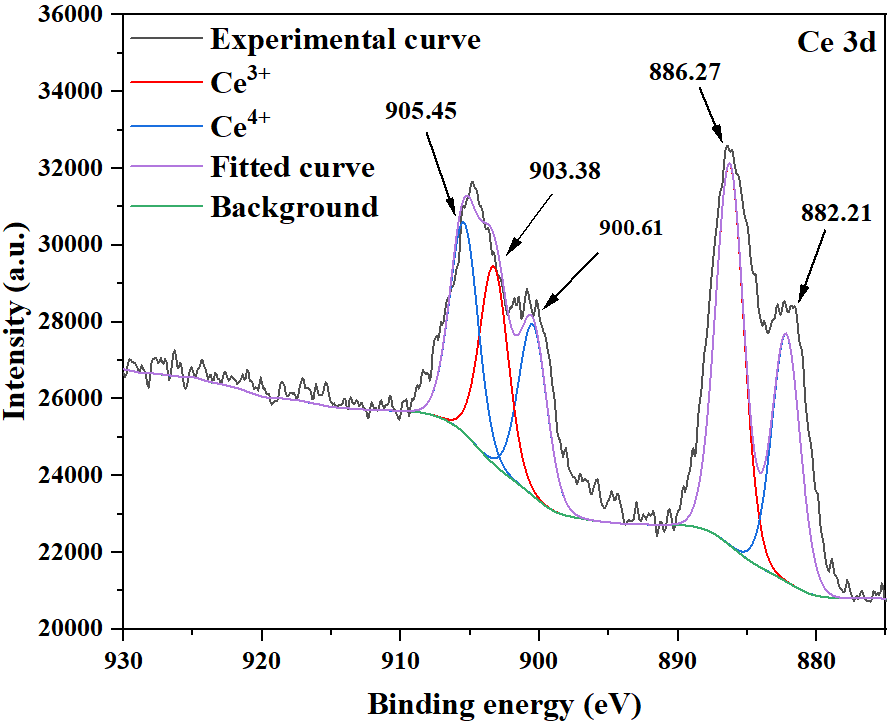 Ce 3d
Experimental curve
Ce3+
Ce4+
Fitted curve
Background
905.45
903.38
900.61
886.27
882.21
36000
34000
32000
30000
28000
26000
24000
22000
20000
Intensity (a.u.)
930
920
910
900
890
880
Binding energy (eV)